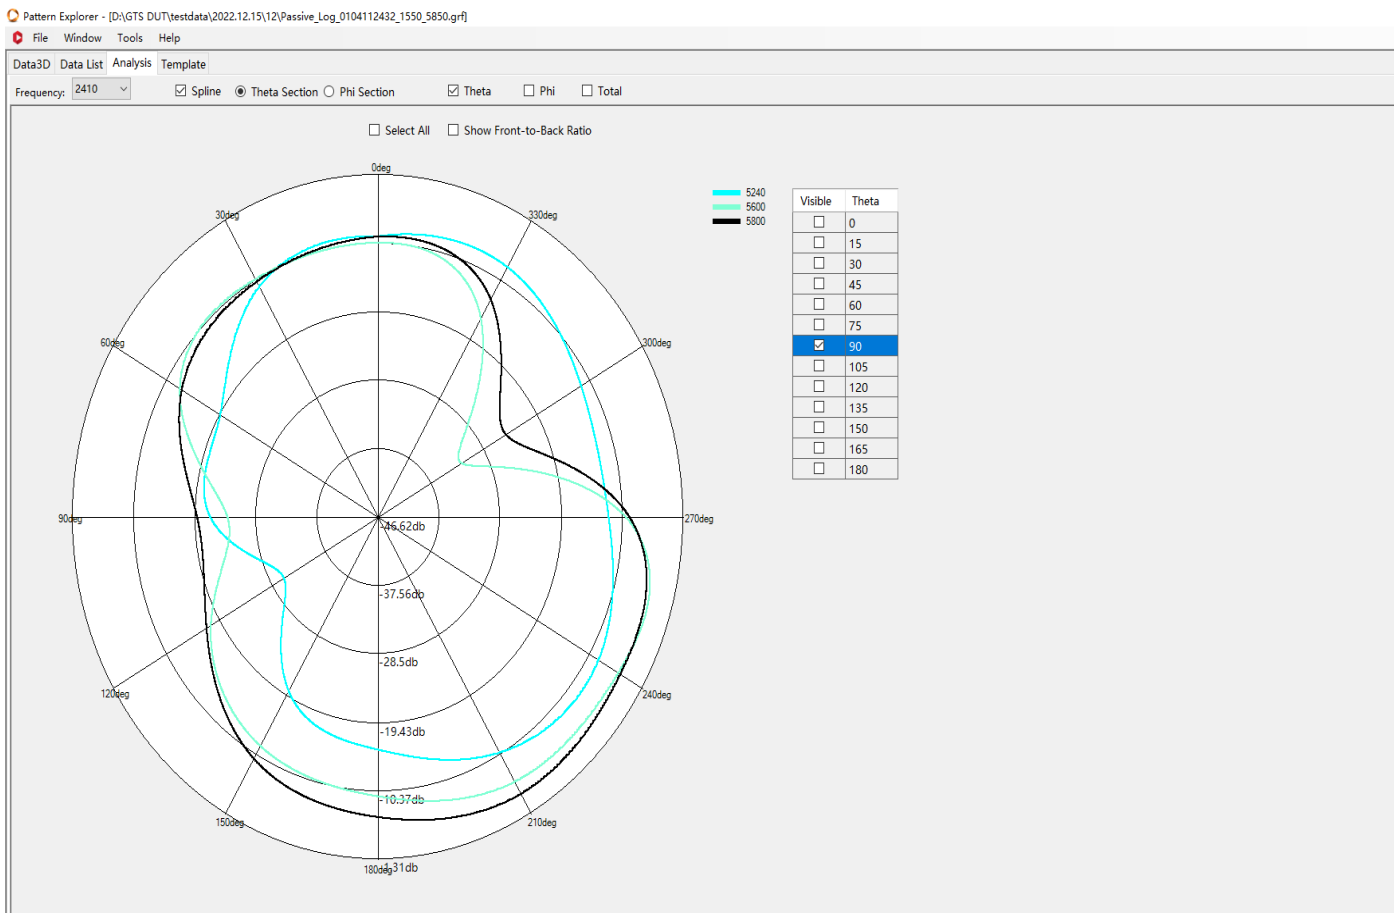 Pattern Explorer - [D:\GTS DUT\testdata\2022.12.15\12\Passive_Log_0104112432_1550_5850.grf]
File Window Tools Help
Data3D Data List Analysis Template
Frequency: 2410 Spline Theta Section Phi Section Theta Phi Total
Select All Show Front-to-Back Ratio
0deg
30deg
330deg
60deg
300deg
90deg
270deg
120deg
240deg
150deg
210deg
180deg
-46.62db
-37.56db
-28.5db
-19.43db
-10.37db
-1.31db
5240
5600
5800
Visible Theta
0
15
30
45
60
75
90
105
120
135
150
165
180